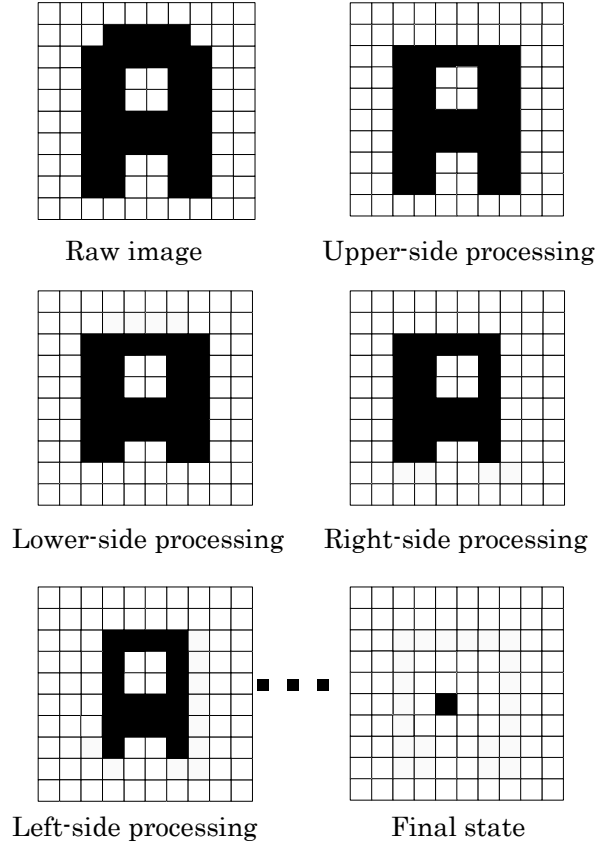 Raw image
Upper-side processing
Lower-side processing
Right-side processing
Left-side processing
Final state